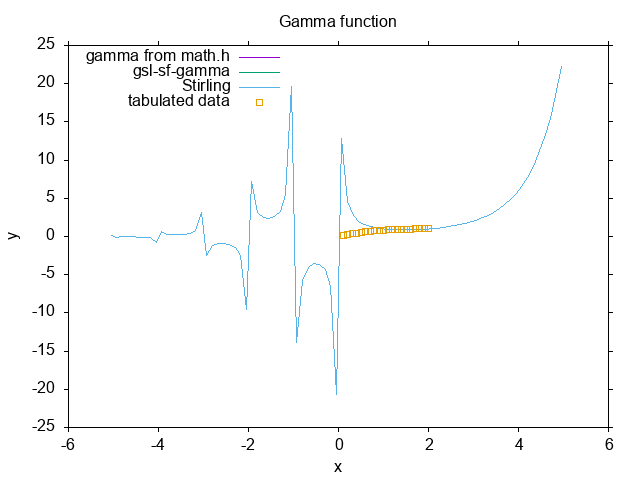 Gamma function
25
20
15
10
5
0
-5
-10
-15
-20
-25
y
gamma from math.h
gsl-sf-gamma
Stirling
tabulated data
-6 -4 -2 0 2 4 6
x